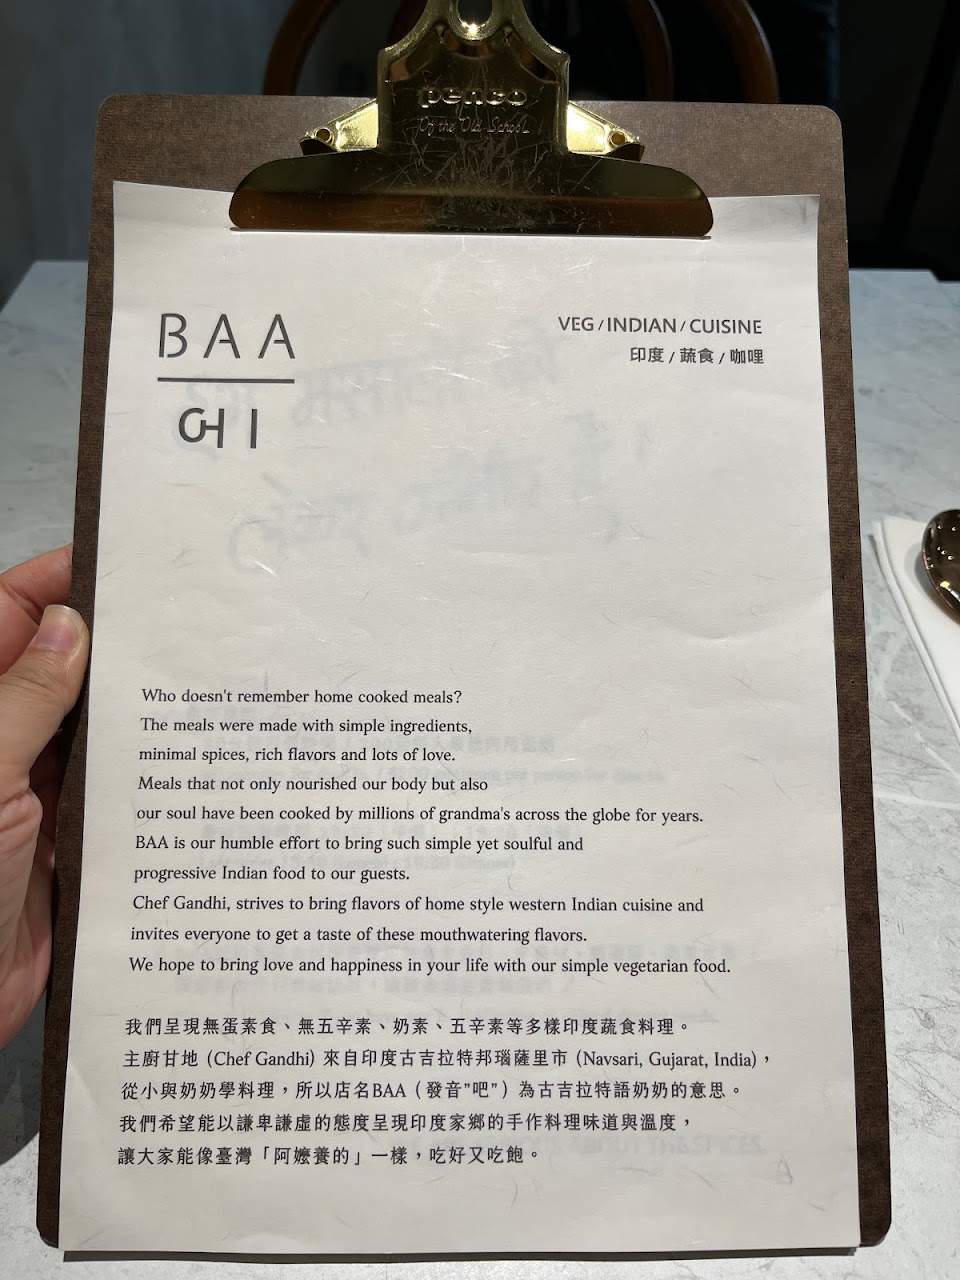 penco
Of the Old School
BAA
બા
VEG / INDIAN / CUISINE
印度 / 蔬食 / 咖哩
Who doesn't remember home cooked meals?
The meals were made with simple ingredients,
minimal spices, rich flavors and lots of love.
Meals that not only nourished our body but also
our soul have been cooked by millions of grandma's across the globe for years.
BAA is our humble effort to bring such simple yet soulful and
progressive Indian food to our guests.
Chef Gandhi, strives to bring flavors of home style western Indian cuisine and
invites everyone to get a taste of these mouthwatering flavors.
We hope to bring love and happiness in your life with our simple vegetarian food.
我們呈現無蛋素食、無五辛素、奶素、五辛素等多樣印度蔬食料理。
主廚甘地 (Chef Gandhi) 來自印度古吉拉特邦瑙薩里市 (Navsari, Gujarat, India)，
從小與奶奶學料理，所以店名BAA（發音”吧”）為古吉拉特語奶奶的意思。
我們希望能以謙卑謙虛的態度呈現印度家鄉的手作料理味道與溫度，
讓大家能像臺灣「阿嬤養的」一樣，吃好又吃飽。